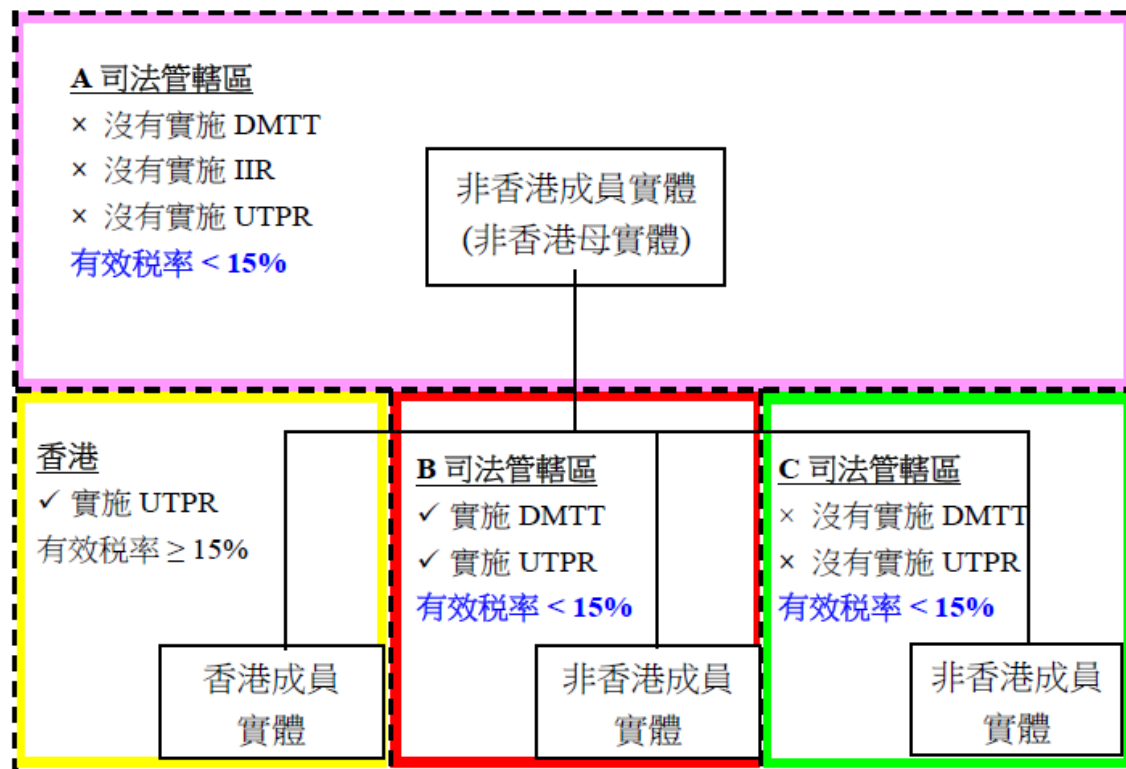 A 司法管轄區
× 沒有實施 DMTT
× 沒有實施 IIR
× 沒有實施 UTPR
有效税率 < 15%
非香港成員實體
(非香港母實體)
香港
✓ 實施 UTPR
有效税率 ≥ 15%
香港成員
實體
B 司法管轄區
✓ 實施 DMTT
✓ 實施 UTPR
有效税率 < 15%
非香港成員
實體
C 司法管轄區
× 沒有實施 DMTT
× 沒有實施 UTPR
有效税率 < 15%
非香港成員
實體